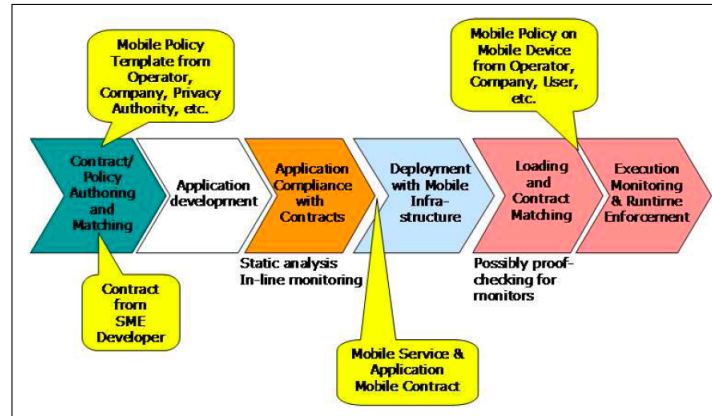 Mobile Policy
Template from
Operator,
Company, Privacy
Authority, etc.
Mobile Policy on
Mobile Device
from Operator,
Company, User,
etc.
Contract/
Policy
Authoring
and
Matching
Application
development
Application
Compliance
with
Contracts
Deployment
with Mobile
Infra-
structure
Loading
and
Contract
Matching
Execution
Monitoring
& Runtime
Enforcement
Static analysis
In-line monitoring
Possibly proof-
checking for
monitors
Contract
from
SME
Developer
Mobile Service &
Application
Mobile Contract